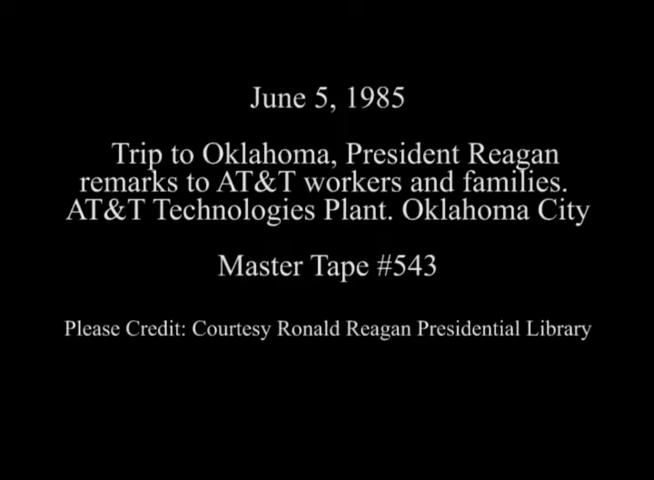 June 5, 1985
Trip to Oklahoma, President Reagan
remarks to AT&T workers and families.
AT&T Technologies Plant. Oklahoma City
Master Tape #543
Please Credit: Courtesy Ronald Reagan Presidential Library